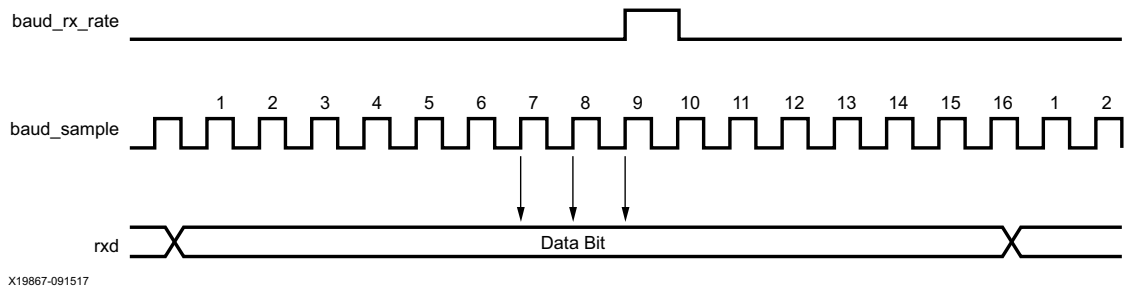 baud_rx_rate
1 2 3 4 5 6 7 8 9 10 11 12 13 14 15 16 1 2
baud_sample
rxd
Data Bit
X19867-091517